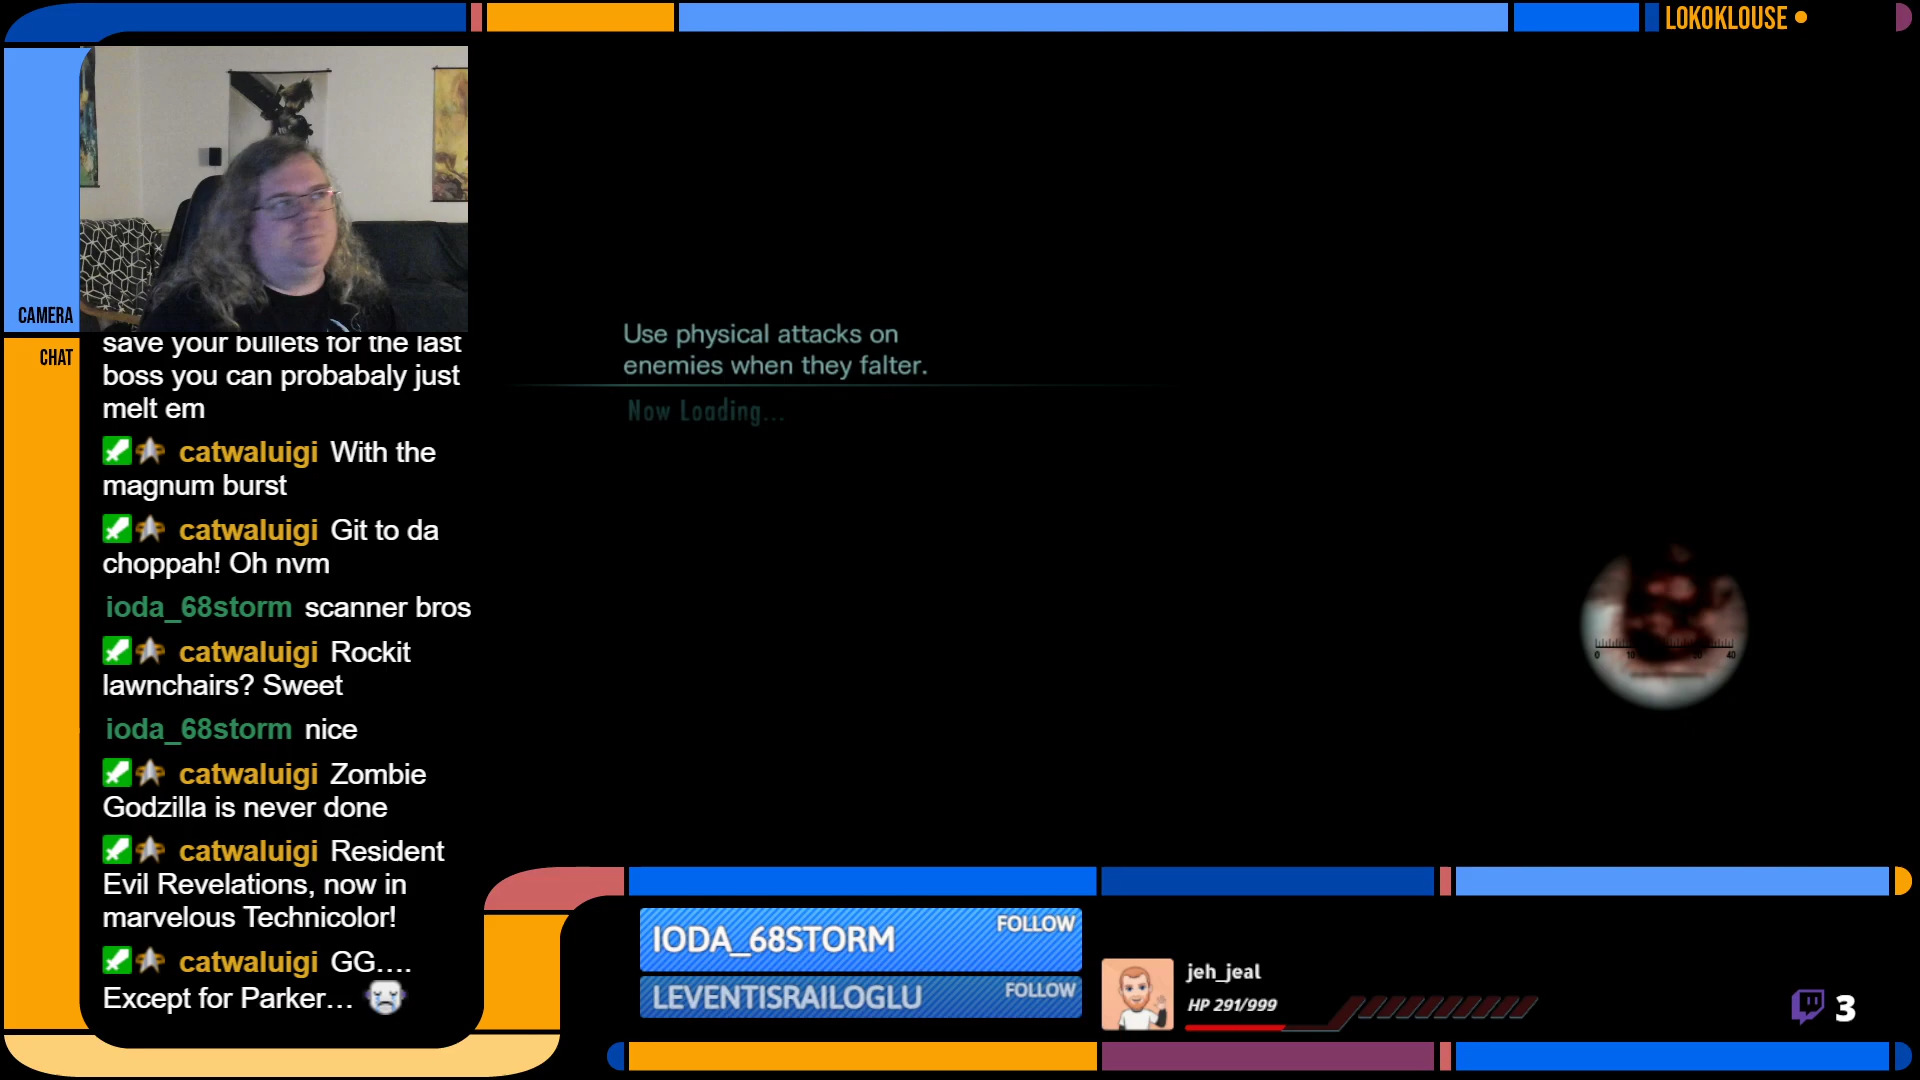 LOKOKLOUSE
CAMERA
CHAT
save your bullets for the last
boss you can probabaly just
melt em
catwaluigi With the
magnum burst
catwaluigi Git to da
choppah! Oh nvm
ioda_68storm scanner bros
catwaluigi Rockit
lawnchairs? Sweet
ioda_68storm nice
catwaluigi Zombie
Godzilla is never done
catwaluigi Resident
Evil Revelations, now in
marvelous Technicolor!
catwaluigi GG….
Except for Parker…
Use physical attacks on
enemies when they falter.
Now Loading...
0 10 40
IODA_68STORM FOLLOW
LEVENTISRAILOGLU FOLLOW
jeh_jeal
HP 291/999
3